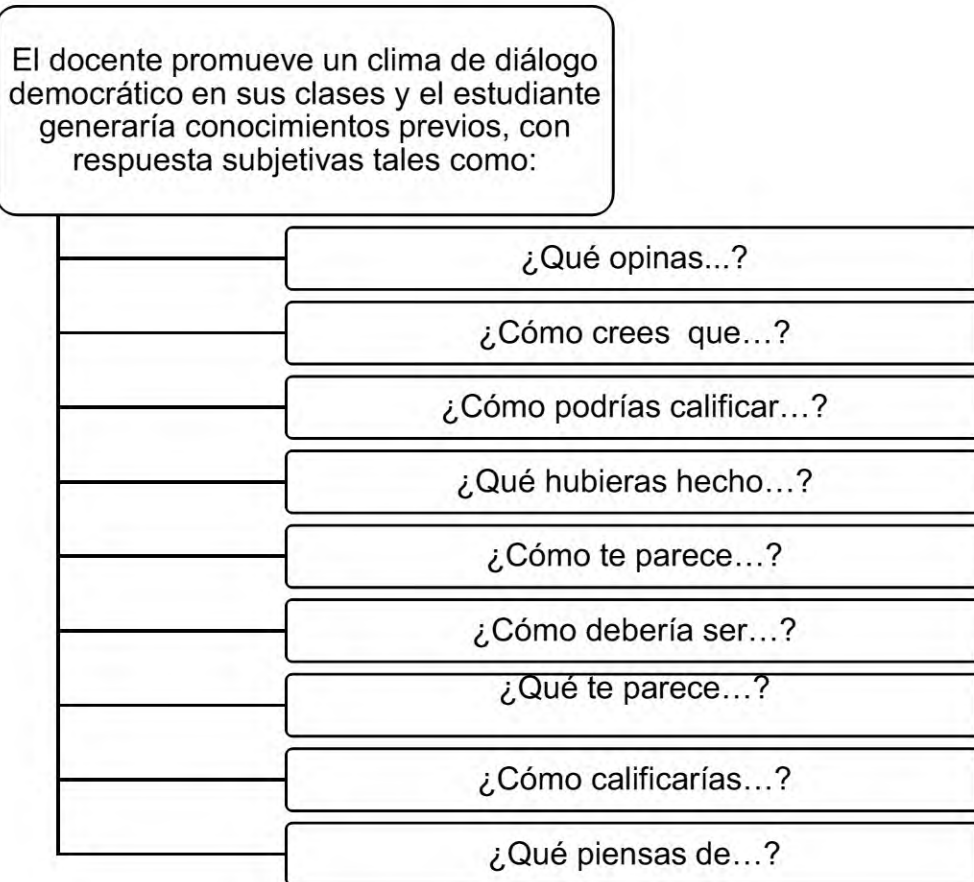 El docente promueve un clima de diálogo
democrático en sus clases y el estudiante
generaría conocimientos previos, con
respuesta subjetivas tales como:
¿Qué opinas...?
¿Cómo crees  que…?
¿Cómo podrías calificar…?
¿Qué hubieras hecho…?
¿Cómo te parece…?
¿Cómo debería ser…?
¿Qué te parece…?
¿Cómo calificarías…?
¿Qué piensas de…?